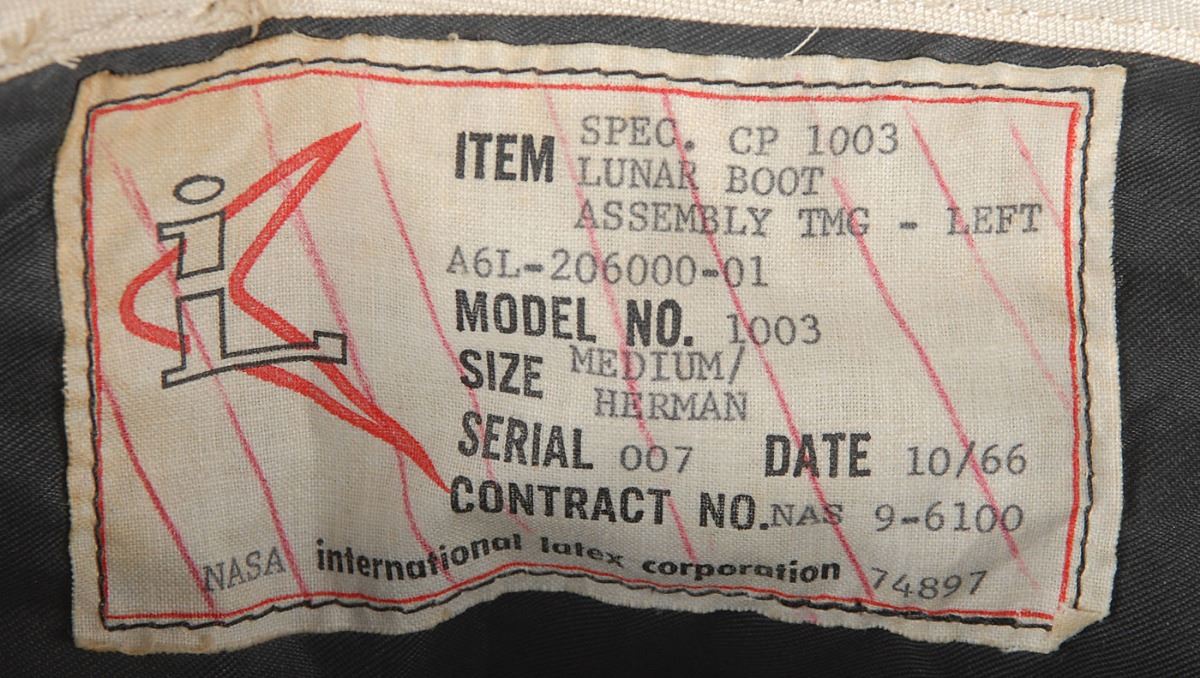 iL
ITEM SPEC. CP 1003
LUNAR BOOT
ASSEMBLY TMG - LEFT
A6L-206000-01
MODEL NO. 1003
SIZE MEDIUM/
HERMAN
SERIAL 007 DATE 10/66
CONTRACT NO. NAS 9-6100
NASA international latex corporation 74897